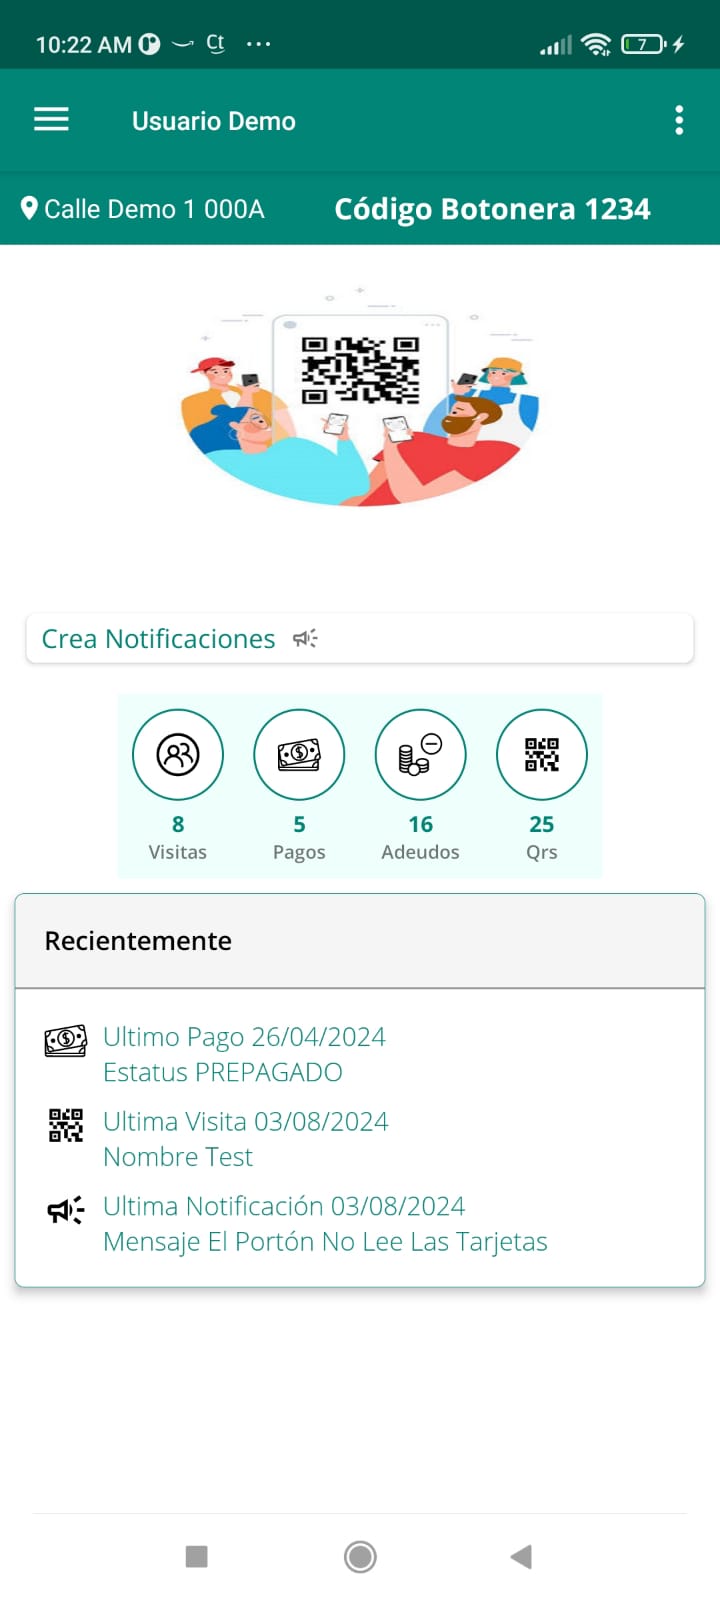 10:22 AM Ct ...
7
Usuario Demo
Calle Demo 1 000A
Código Botonera 1234
Crea Notificaciones
8
Visitas
5
Pagos
16
Adeudos
25
Qrs
Recientemente
Ultimo Pago 26/04/2024
Estatus PREPAGADO
Ultima Visita 03/08/2024
Nombre Test
Ultima Notificación 03/08/2024
Mensaje El Portón No Lee Las Tarjetas